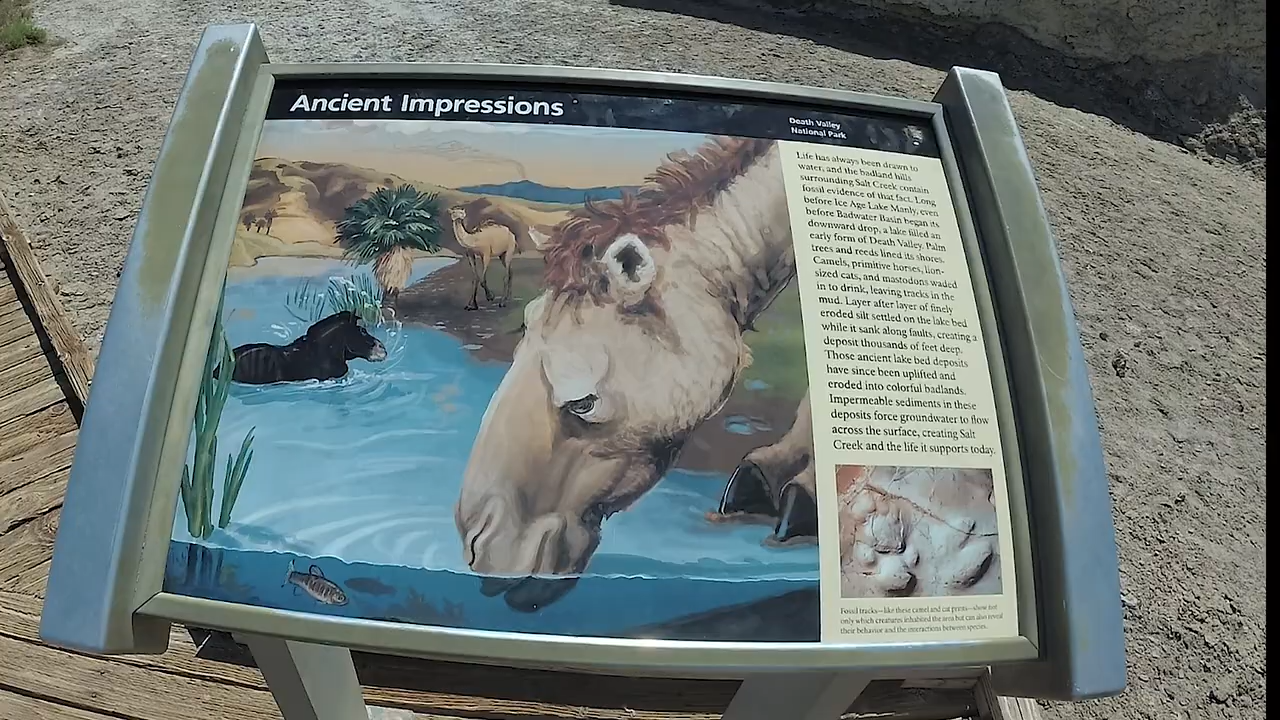 Ancient Impressions
Death Valley
National Park
Life has always been drawn to
water, and the badland hills
surrounding Salt Creek contain
fossil evidence of that fact. Long
before Ice Age Lake Manly, even
before Badwater Basin began its
downward drop, a lake filled an
early form of Death Valley. Palm
trees and reeds lined its shores.
Camels, primitive horses, lion-
sized cats, and mastodons waded
in to drink, leaving tracks in the
mud. Layer after layer of finely
eroded silt settled on the lake bed
while it sank along faults, creating a
deposit thousands of feet deep.
Those ancient lake bed deposits
have since been uplifted and
eroded into colorful badlands.
Impermeable sediments in these
deposits force groundwater to flow
across the surface, creating Salt
Creek and the life it supports today.
Fossil tracks—like these camel and cat prints—show not
only which creatures inhabited the area but can also reveal
their behavior and the interactions between species.